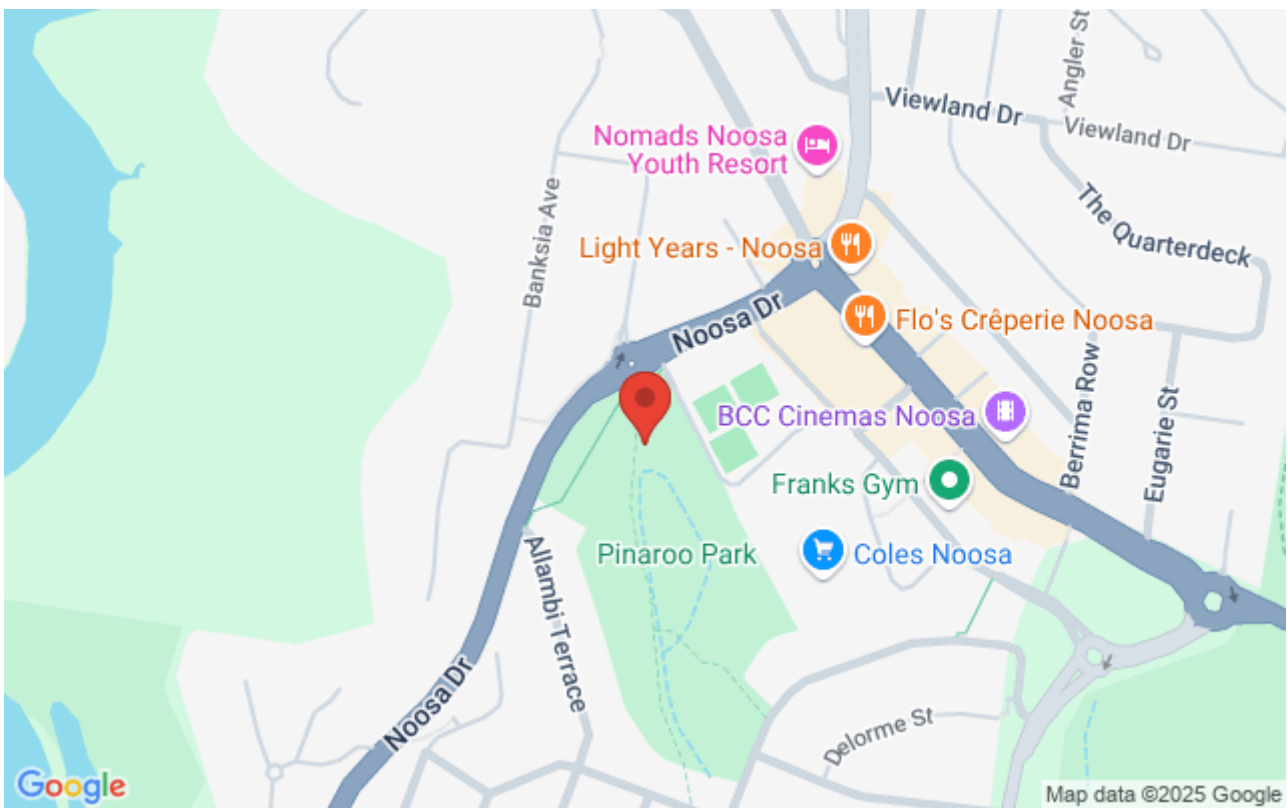 Angler St
Viewland Dr
Viewland Dr
Nomads Noosa
Youth Resort
The Quarterdeck
Banksia Ave
Light Years - Noosa
Noosa Dr
Flo's Crêperie Noosa
BCC Cinemas Noosa
Berrima Row
Eugarie St
Franks Gym
Pinaroo Park
Coles Noosa
Allambi Terrace
Noosa Dr
Delorme St
Google
Map data ©2025 Google